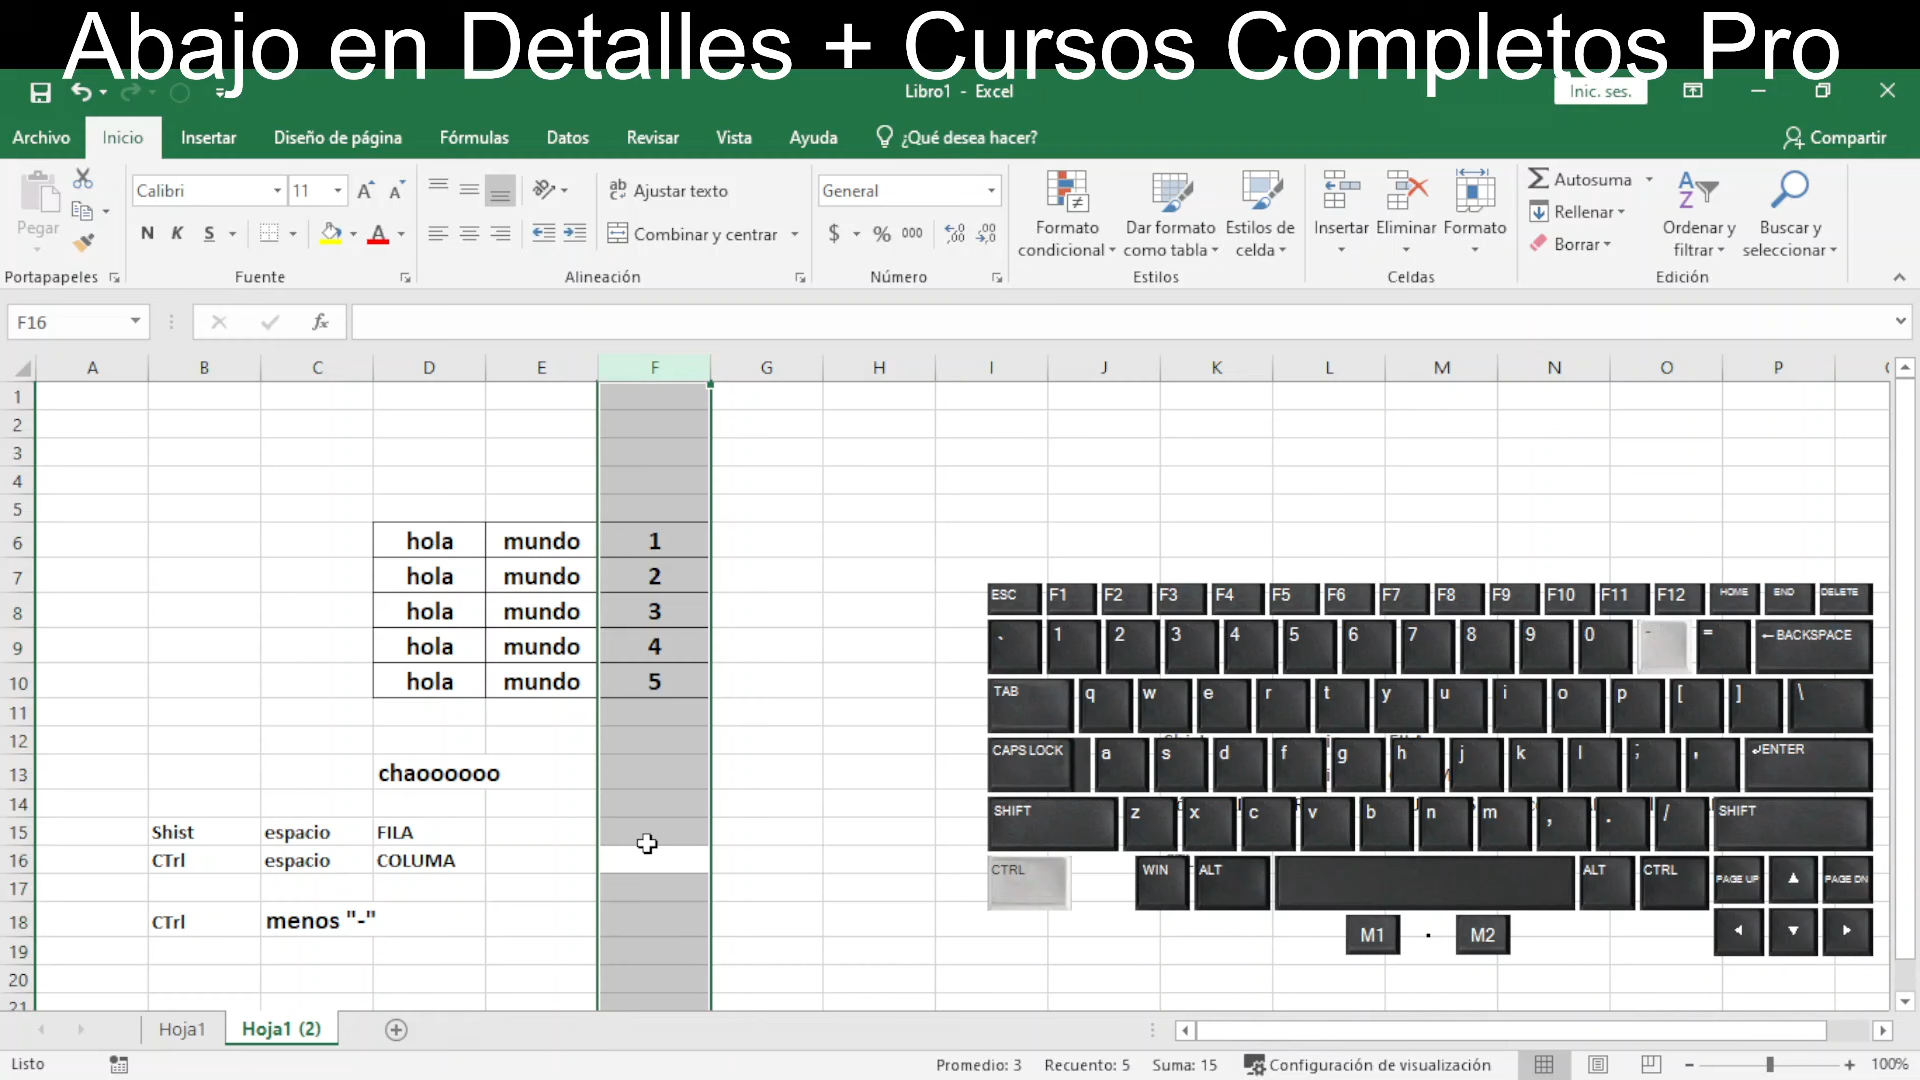 Abajo en Detalles + Cursos Completos Pro
Libro1 - Excel
Inic. ses.
Archivo Inicio Insertar Diseño de página Fórmulas Datos Revisar Vista Ayuda ¿Qué desea hacer? Compartir
Pegar
Calibri 11
N K S
Ajustar texto
Combinar y centrar
General
$ % 000
Formato condicional
Dar formato como tabla
Estilos de celda
Insertar Eliminar Formato
Autosuma
Rellenar
Borrar
Ordenar y filtrar
Buscar y seleccionar
Portapapeles Fuente Alineación Número Estilos Celdas Edición
F16 fx
A B C D E F G H I J K L M N O P
1
2
3
4
5
6 hola mundo 1
7 hola mundo 2
8 hola mundo 3
9 hola mundo 4
10 hola mundo 5
11
12
13 chaoooooo
14
15 Shist espacio FILA
16 CTrl espacio COLUMA
17
18 CTrl menos "-"
19
20
21
ESC F1 F2 F3 F4 F5 F6 F7 F8 F9 F10 F11 F12 HOME END DELETE
` 1 2 3 4 5 6 7 8 9 0 - = ←BACKSPACE
TAB q w e r t y u i o p [ ] \
CAPS LOCK a s d f g h j k l ; ' ↵ENTER
SHIFT z x c v b n m , . / SHIFT
CTRL WIN ALT ALT CTRL PAGE UP ▲ PAGE DN
M1 . M2 ◄ ▼ ►
Hoja1 Hoja1 (2)
Listo Promedio: 3 Recuento: 5 Suma: 15 Configuración de visualización 100%